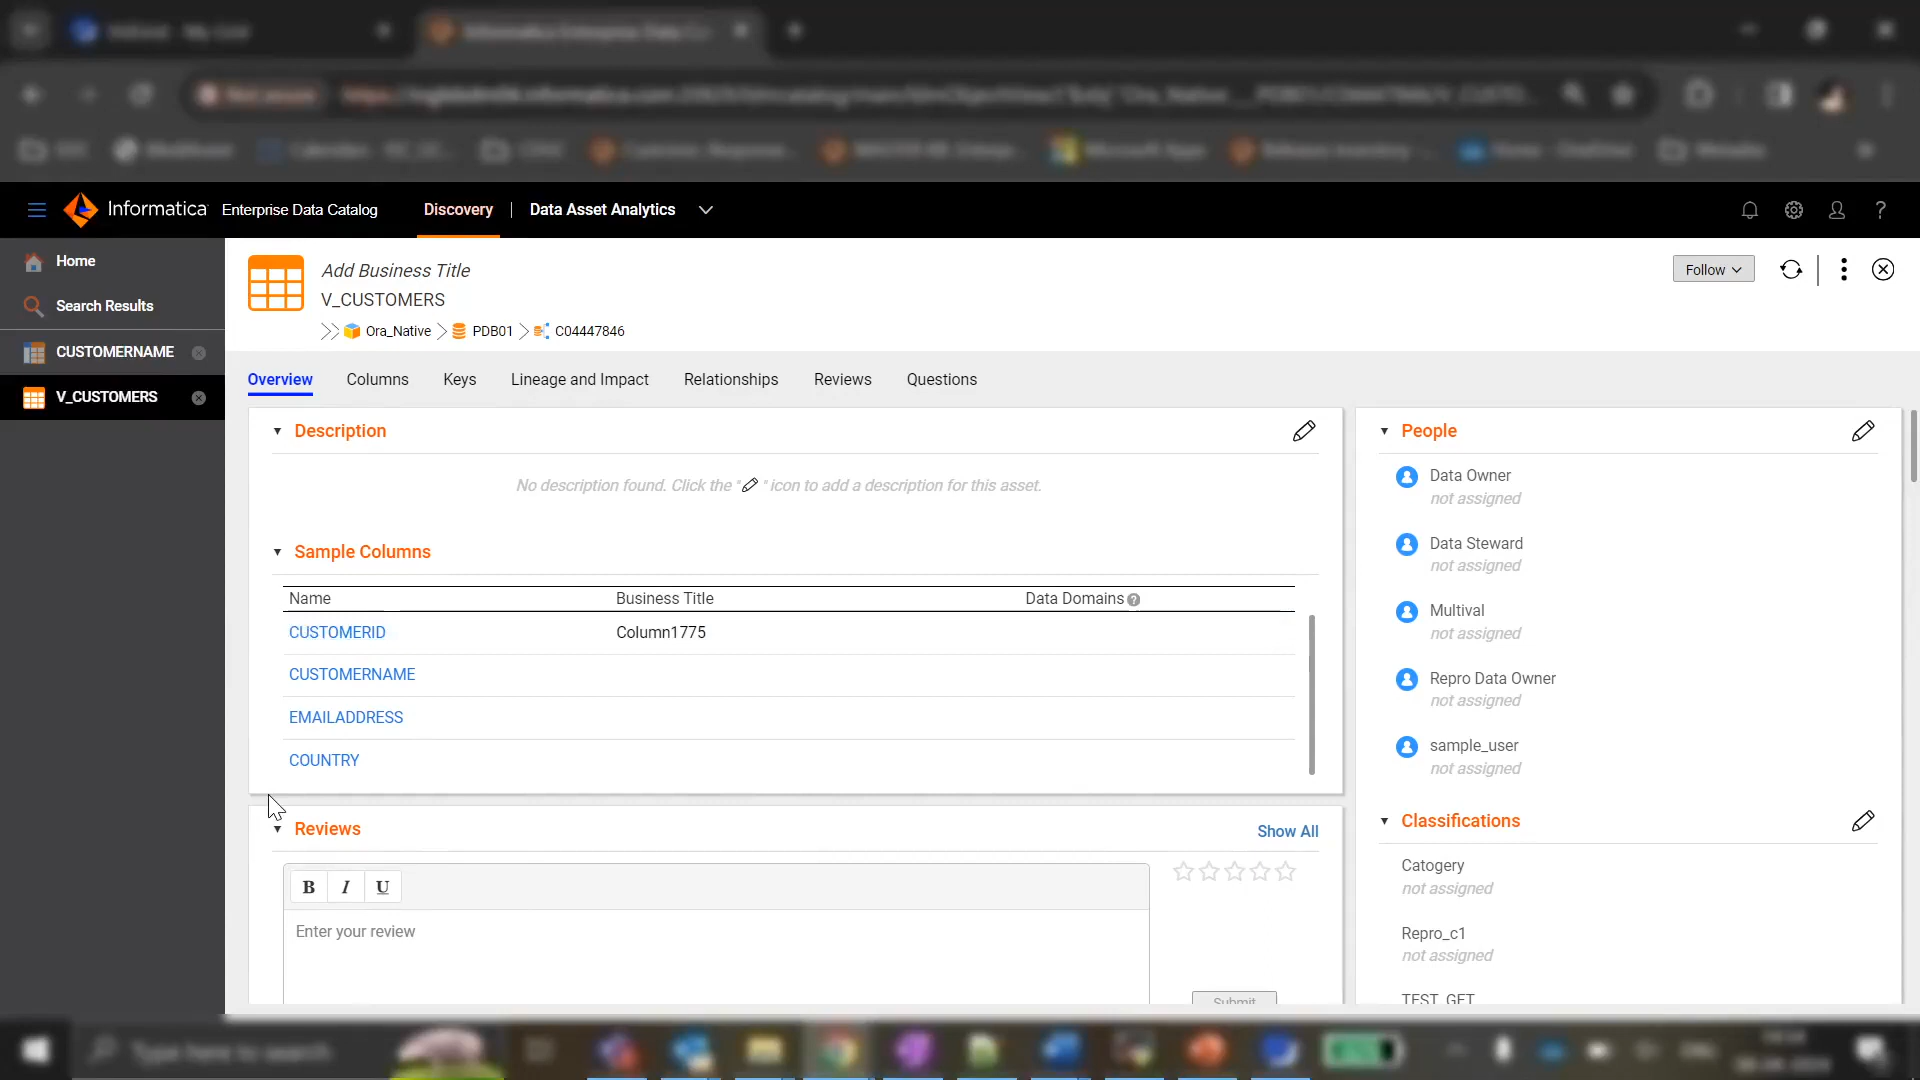 Informatica Enterprise Data Catalog Discovery Data Asset Analytics
Home
Search Results
CUSTOMERNAME
V_CUSTOMERS
Add Business Title
V_CUSTOMERS
Ora_Native PDB01 C04447846
Follow
Overview Columns Keys Lineage and Impact Relationships Reviews Questions
Description
No description found. Click the " " icon to add a description for this asset.
Sample Columns
Name Business Title Data Domains
CUSTOMERID Column1775
CUSTOMERNAME
EMAILADDRESS
COUNTRY
Reviews Show All
B I U
Enter your review
Submit
People
Data Owner
not assigned
Data Steward
not assigned
Multival
not assigned
Repro Data Owner
not assigned
sample_user
not assigned
Classifications
Catogery
not assigned
Repro_c1
not assigned
TEST_GET
Type here to search